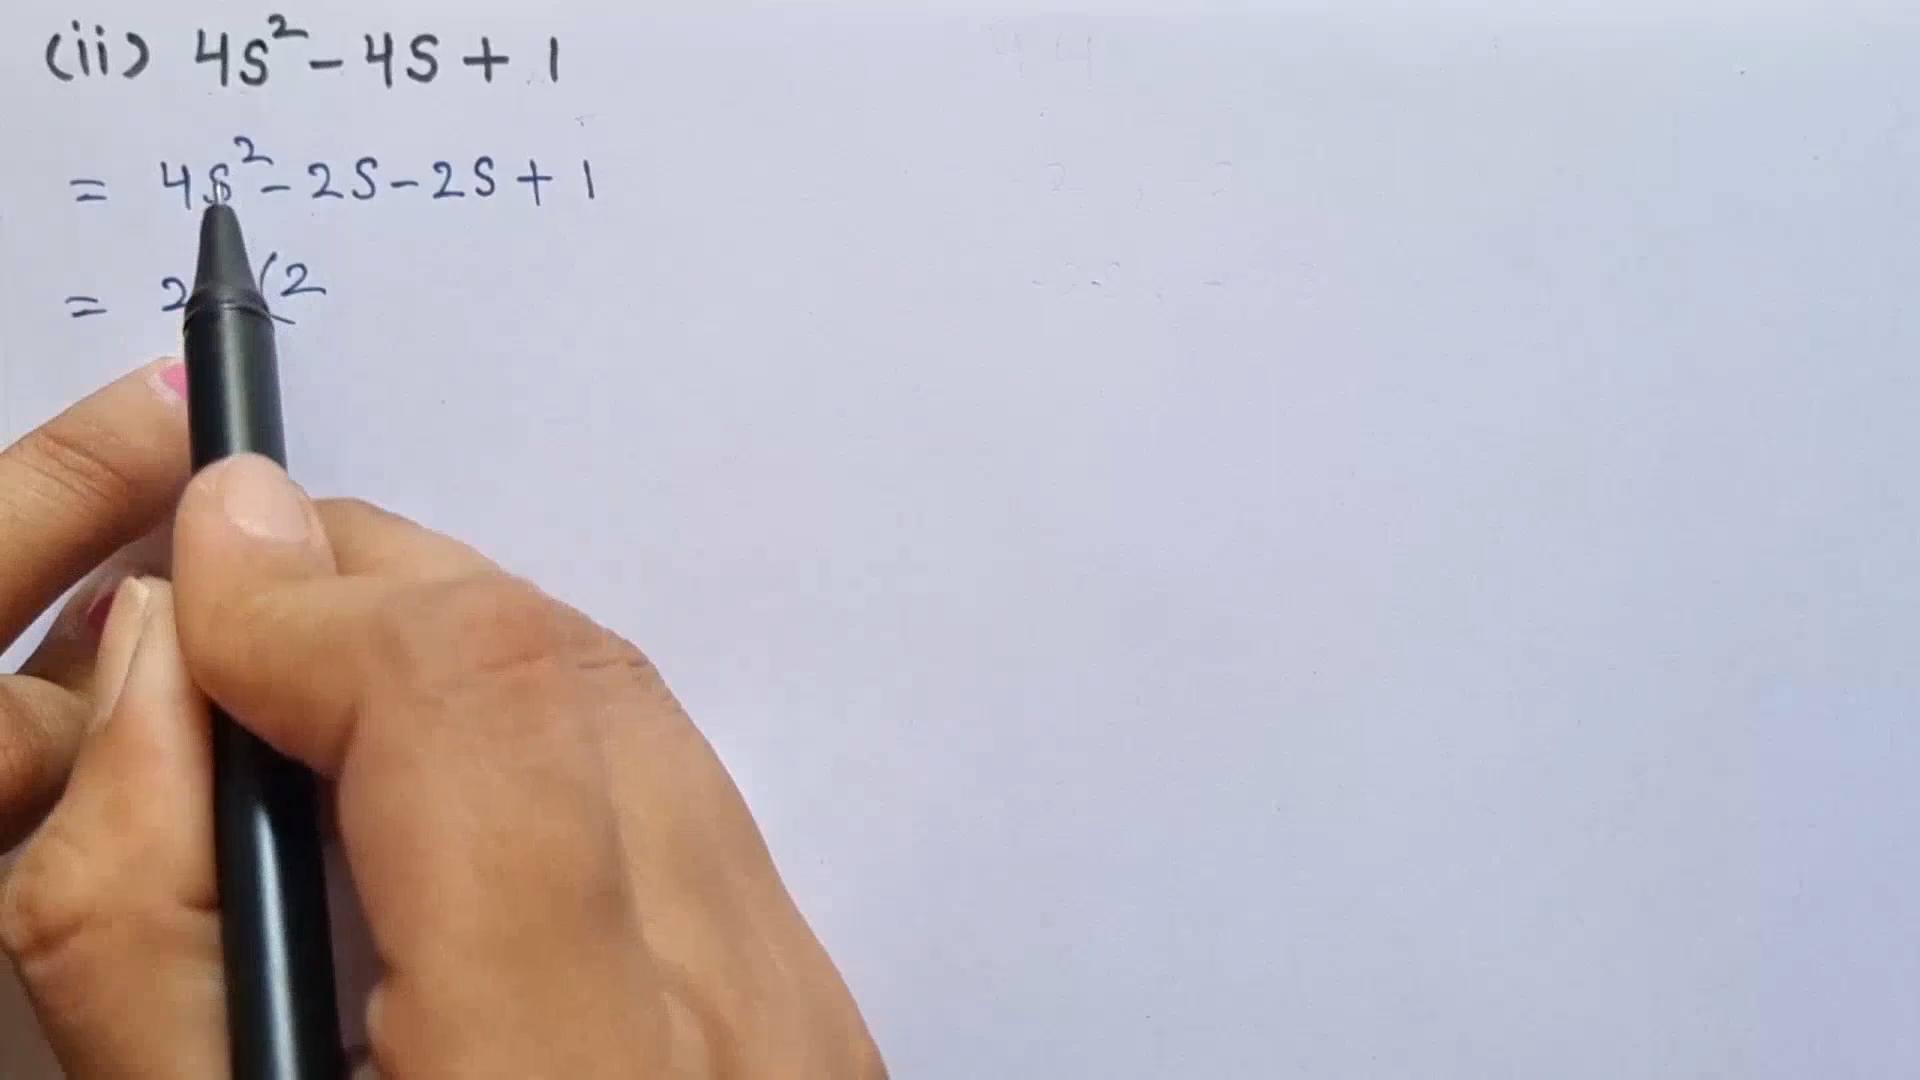 (ii) 4s² - 4s + 1
= 4s² - 2s - 2s + 1
= 2 (2